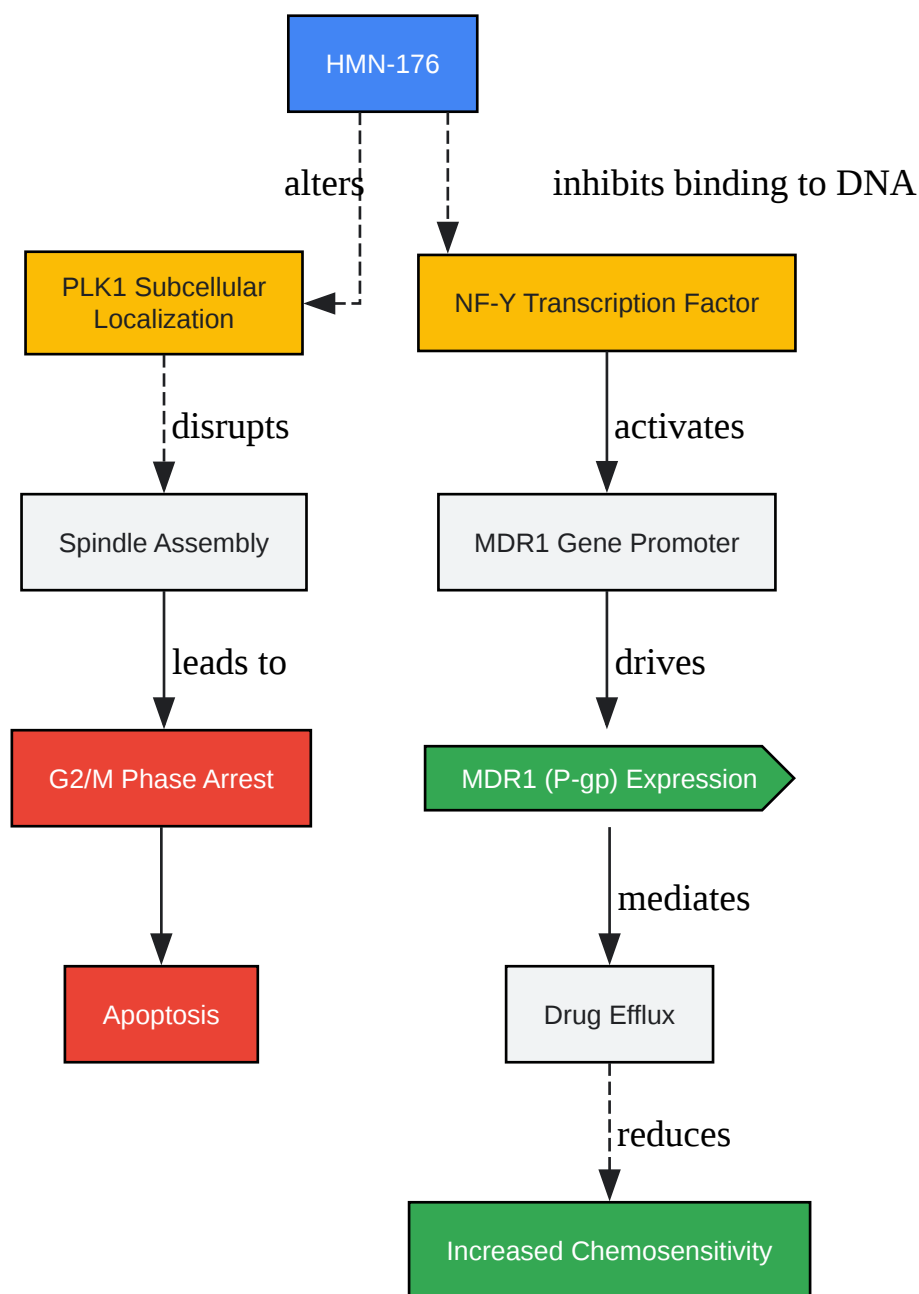 HMN-176
alters
inhibits binding to DNA
PLK1 Subcellular
Localization
NF-Y Transcription Factor
disrupts
activates
Spindle Assembly
MDR1 Gene Promoter
leads to
drives
G2/M Phase Arrest
MDR1 (P-gp) Expression
mediates
Apoptosis
Drug Efflux
reduces
Increased Chemosensitivity